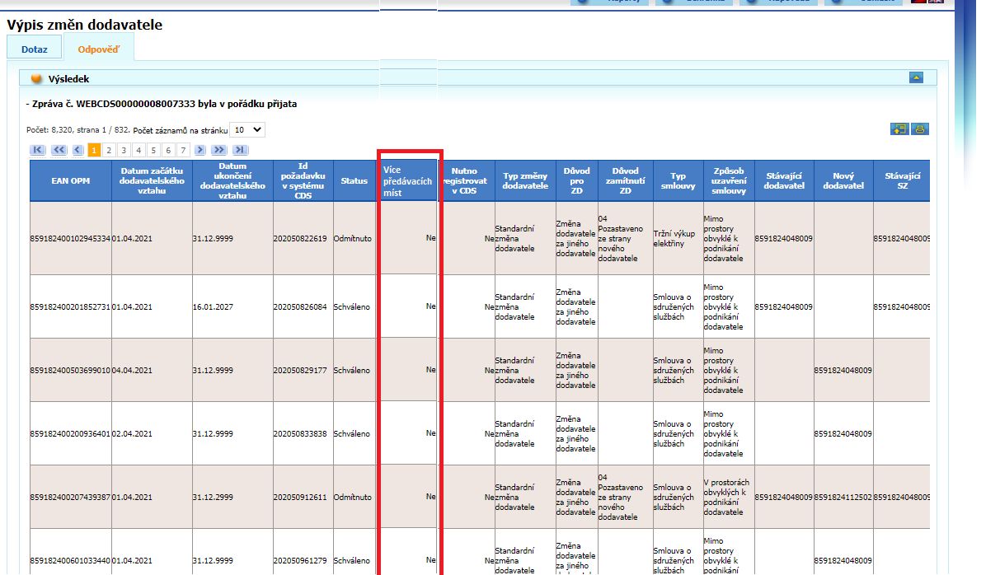 Výpis změn dodavatele
Dotaz
Odpověď
Výsledek
- Zpráva č. WEBCDS00000008007333 byla v pořádku přijata
Počet: 8,320, strana 1 / 832. Počet záznamů na stránku 10
1 2 3 4 5 6 7
EAN OPM
Datum začátku
dodavatelského
vztahu
Datum
ukončení
dodavatelského
vztahu
Id
požadavku
v systému
CDS
Status
Více
předávacích
míst
Nutno
registrovat
v CDS
Typ změny
dodavatele
Důvod
pro
ZD
Důvod
zamítnutí
ZD
Typ
smlouvy
Způsob
uzavření
smlouvy
Stávající
dodavatel
Nový
dodavatel
Stávající
SZ
859182400102945334
01.04.2021
31.12.9999
202050822619
Odmítnuto
Ne
Ne
Standardní
změna
dodavatele
Změna
dodavatele
za jiného
dodavatele
04
Pozastaveno
ze strany
nového
dodavatele
Tržní výkup
elektřiny
Mimo
prostory
obvyklé k
podnikání
dodavatele
8591824048009
8591824048009
859182400201852731
01.04.2021
16.01.2027
202050826084
Schváleno
Ne
Ne
Standardní
změna
dodavatele
Změna
dodavatele
za jiného
dodavatele
Smlouva o
sdružených
službách
Mimo
prostory
obvyklé k
podnikání
dodavatele
8591824048009
8591824048009
859182400503699010
04.04.2021
31.12.9999
202050829177
Schváleno
Ne
Ne
Standardní
změna
dodavatele
Změna
dodavatele
za jiného
dodavatele
Smlouva o
sdružených
službách
Mimo
prostory
obvyklé k
podnikání
dodavatele
8591824048009
859182400200936401
02.04.2021
31.12.9999
202050833838
Schváleno
Ne
Ne
Standardní
změna
dodavatele
Změna
dodavatele
za jiného
dodavatele
Smlouva o
sdružených
službách
Mimo
prostory
obvyklé k
podnikání
dodavatele
8591824048009
859182400207439387
01.04.2021
31.12.2999
202050912611
Odmítnuto
Ne
Ne
Standardní
změna
dodavatele
Změna
dodavatele
za jiného
dodavatele
04
Pozastaveno
ze strany
nového
dodavatele
Smlouva o
sdružených
službách
V prostorách
obvyklých k
podnikání
dodavatele
8591824048009
8591824112502
8591824048009
859182400601033440
01.04.2021
31.12.9999
202050961279
Schváleno
Ne
Ne
Standardní
změna
dodavatele
Změna
dodavatele
za jiného
Smlouva o
sdružených
službách
Mimo
prostory
obvyklé k
podnikání
8591824048009